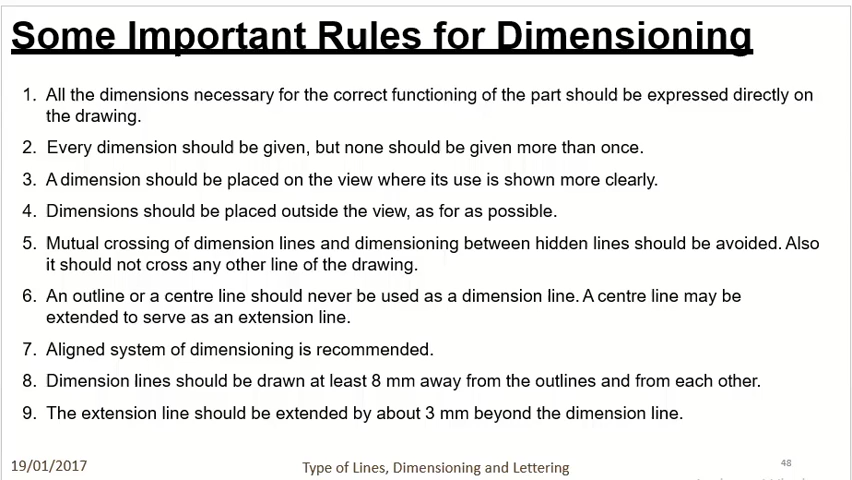 Some Important Rules for Dimensioning
1. All the dimensions necessary for the correct functioning of the part should be expressed directly on
the drawing.
2. Every dimension should be given, but none should be given more than once.
3. A dimension should be placed on the view where its use is shown more clearly.
4. Dimensions should be placed outside the view, as for as possible.
5. Mutual crossing of dimension lines and dimensioning between hidden lines should be avoided. Also
it should not cross any other line of the drawing.
6. An outline or a centre line should never be used as a dimension line. A centre line may be
extended to serve as an extension line.
7. Aligned system of dimensioning is recommended.
8. Dimension lines should be drawn at least 8 mm away from the outlines and from each other.
9. The extension line should be extended by about 3 mm beyond the dimension line.
19/01/2017
Type of Lines, Dimensioning and Lettering
48